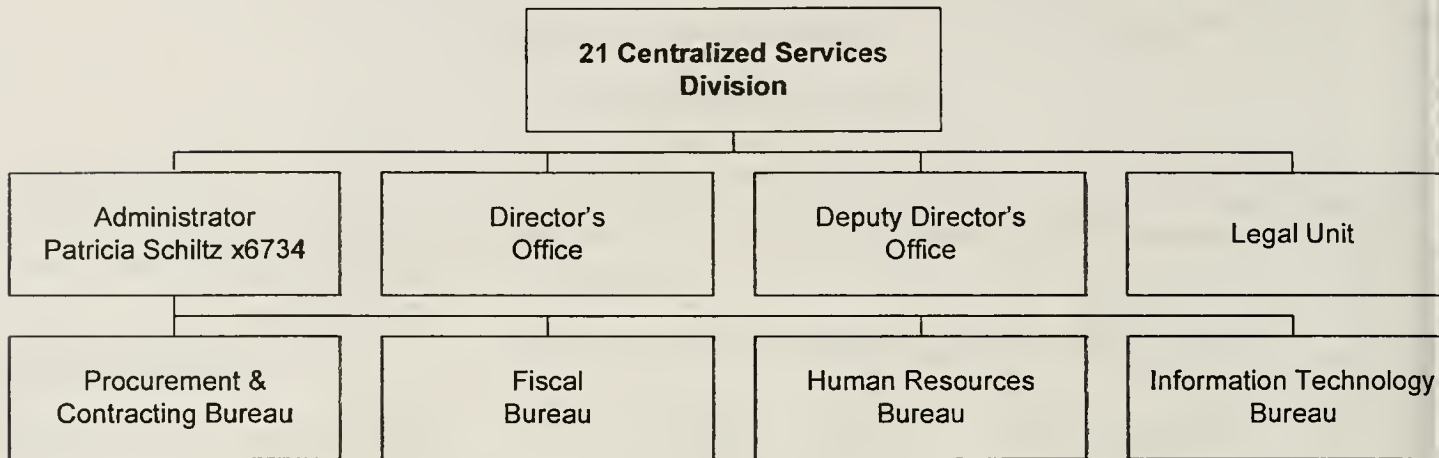 21 Centralized Services
Division
Administrator
Patricia Schiltz x6734
Director's
Office
Deputy Director's
Office
Legal Unit
Procurement &
Contracting Bureau
Fiscal
Bureau
Human Resources
Bureau
Information Technology
Bureau